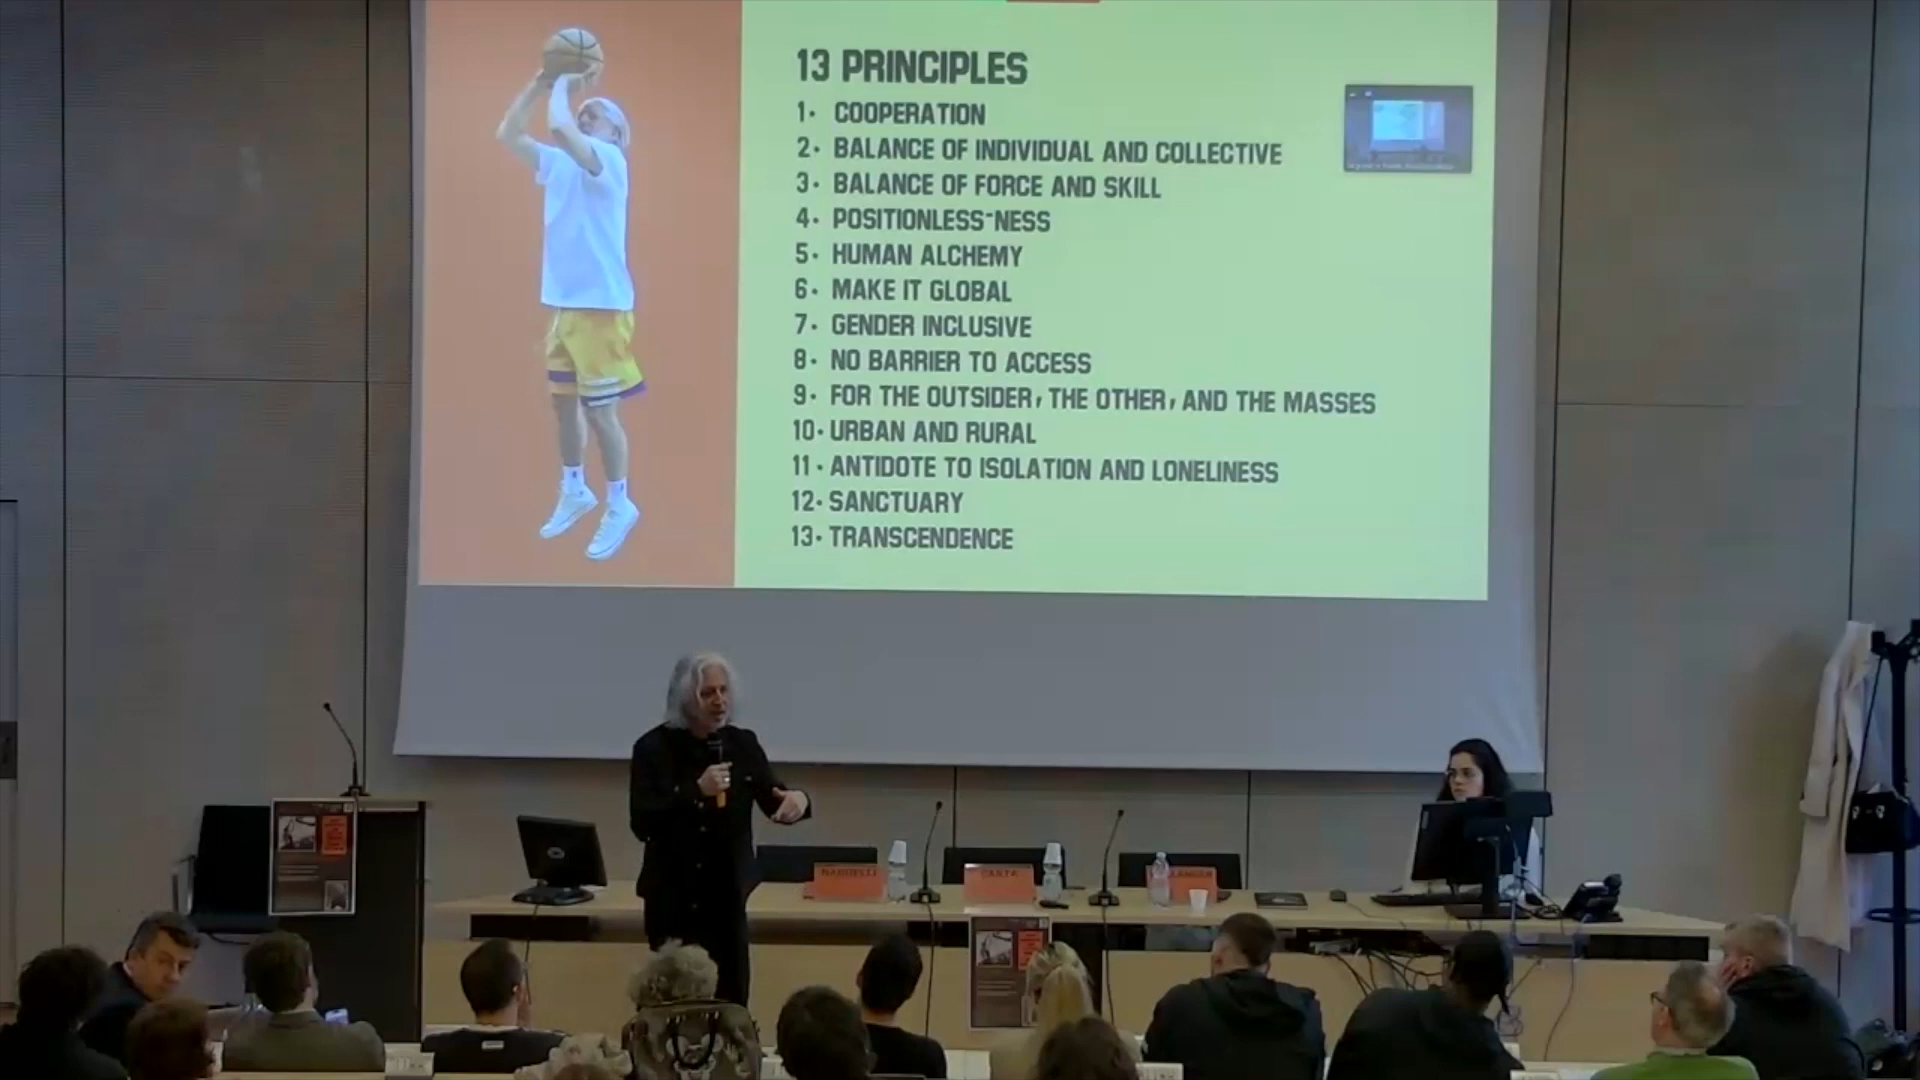 13 PRINCIPLES
1. COOPERATION
2. BALANCE OF INDIVIDUAL AND COLLECTIVE
3. BALANCE OF FORCE AND SKILL
4. POSITIONLESS-NESS
5. HUMAN ALCHEMY
6. MAKE IT GLOBAL
7. GENDER INCLUSIVE
8. NO BARRIER TO ACCESS
9. FOR THE OUTSIDER, THE OTHER, AND THE MASSES
10. URBAN AND RURAL
11. ANTIDOTE TO ISOLATION AND LONELINESS
12. SANCTUARY
13. TRANSCENDENCE